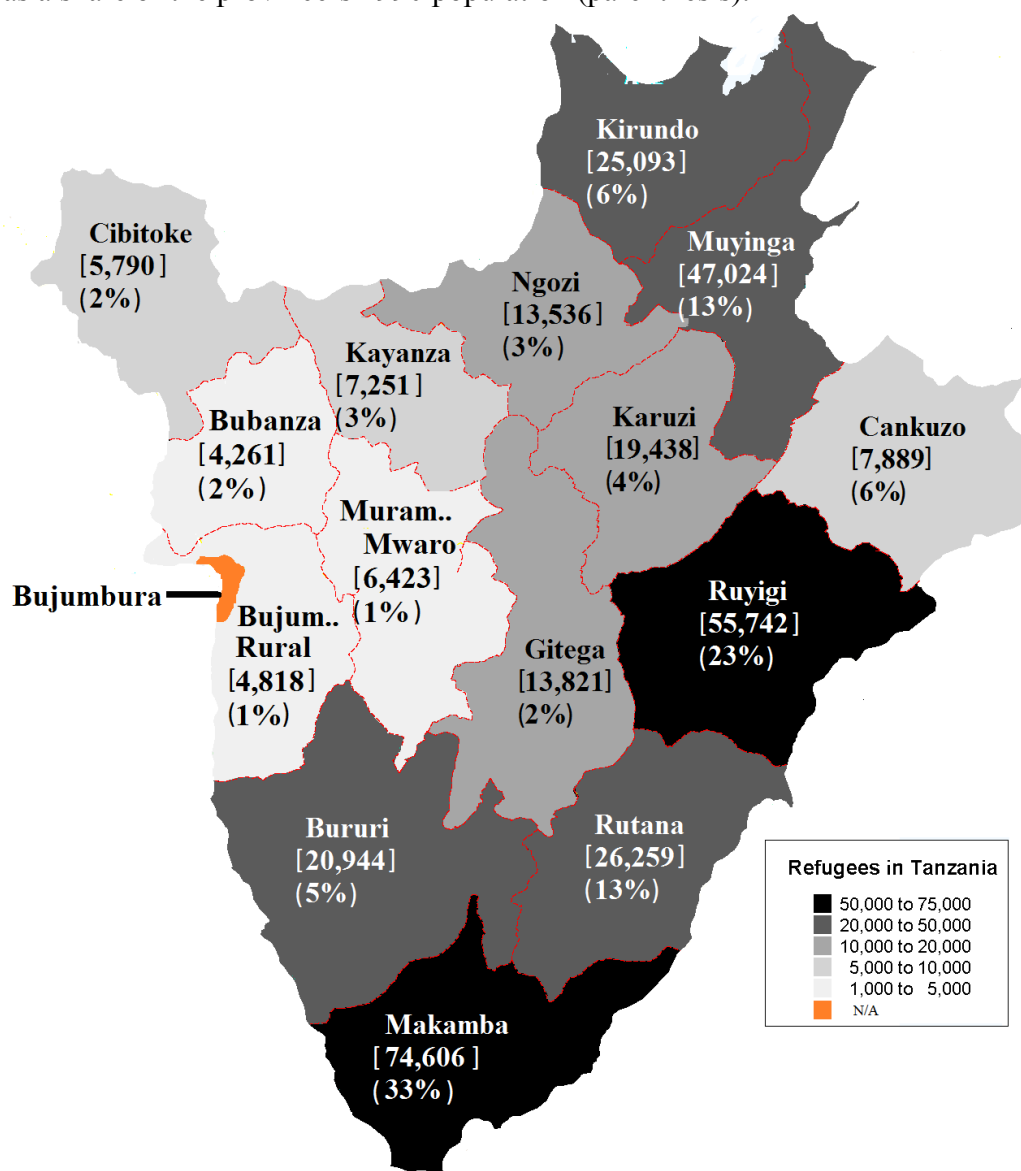 Kirundo
[25,093]
(6%)
Cibitoke
[5,790]
(2%)
Muyinga
[47,024]
(13%)
Ngozi
[13,536]
(3%)
Kayanza
[7,251]
(3%)
Bubanza
[4,261]
(2%)
Karuzi
[19,438]
(4%)
Cankuzo
[7,889]
(6%)
Muram..
Mwaro
[6,423]
(1%)
Bujumbura
Bujum..
Rural
[4,818]
(1%)
Ruyigi
[55,742]
(23%)
Gitega
[13,821]
(2%)
Bururi
[20,944]
(5%)
Rutana
[26,259]
(13%)
Makamba
[74,606]
(33%)
Refugees in Tanzania
50,000 to 75,000
20,000 to 50,000
10,000 to 20,000
5,000 to 10,000
1,000 to 5,000
N/A